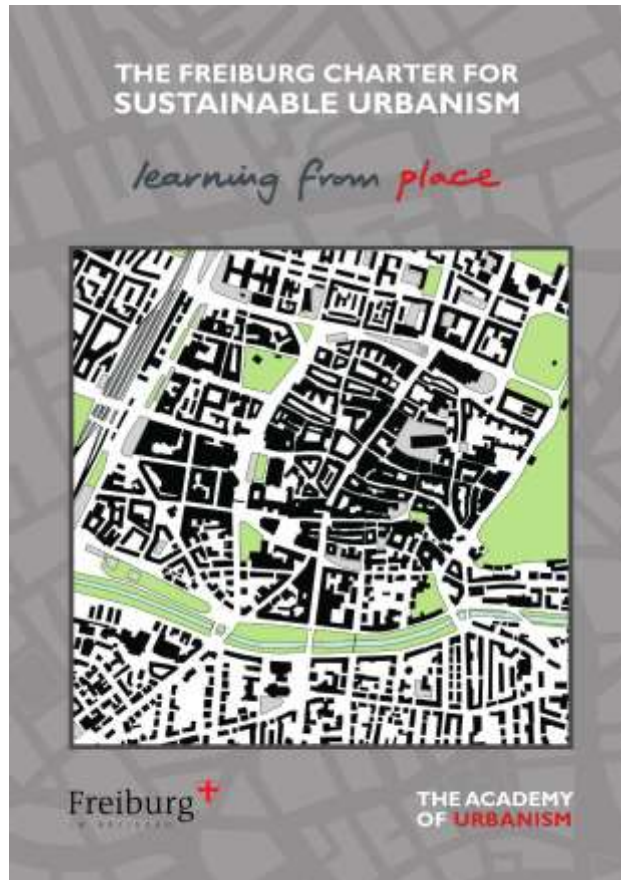 THE FREIBURG CHARTER FOR
SUSTAINABLE URBANISM
learning from place
Freiburg
THE ACADEMY
OF URBANISM